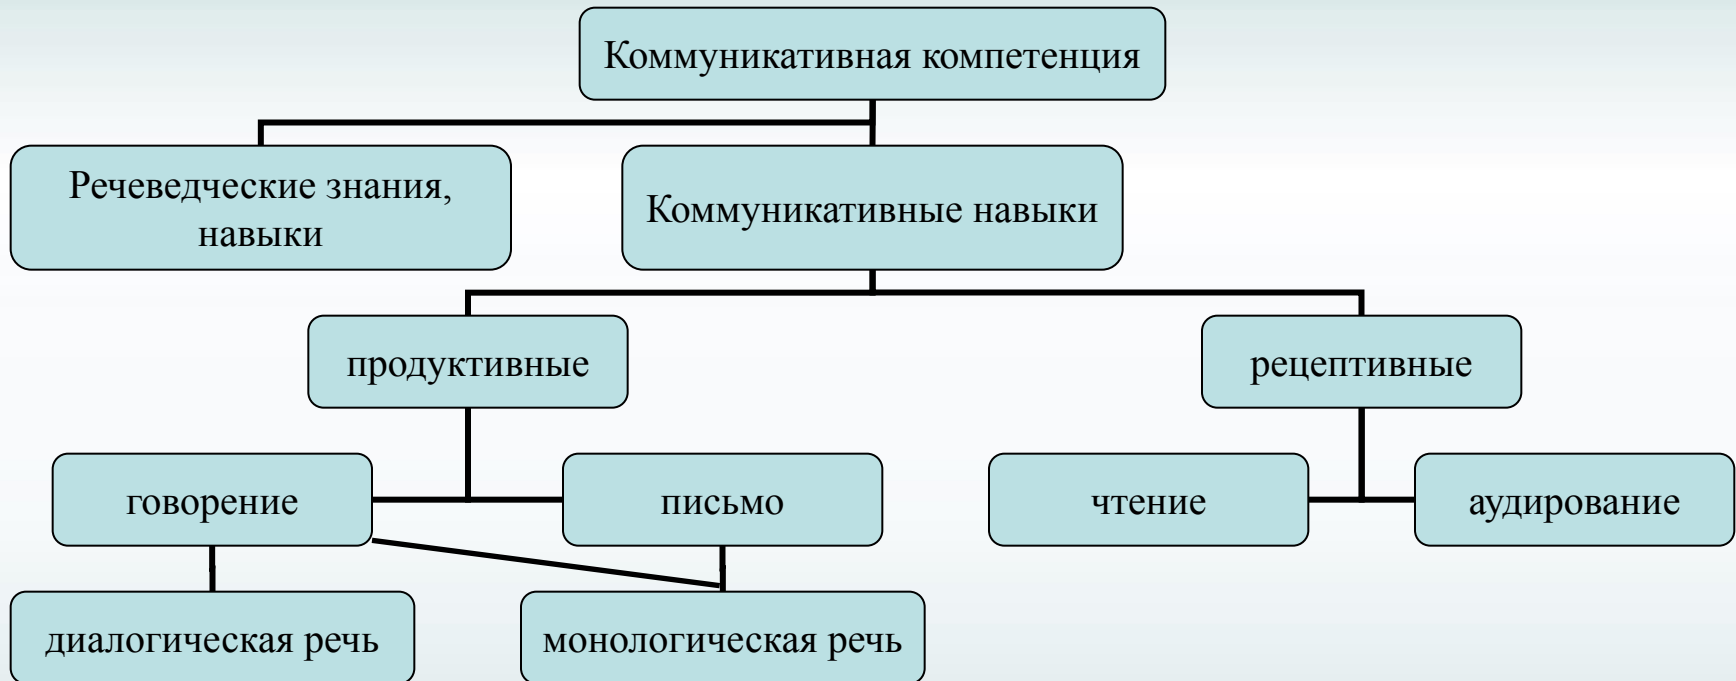 Коммуникативная компетенция
Речеведческие знания,
навыки
Коммуникативные навыки
продуктивные
рецептивные
говорение
письмо
чтение
аудирование
диалогическая речь
монологическая речь